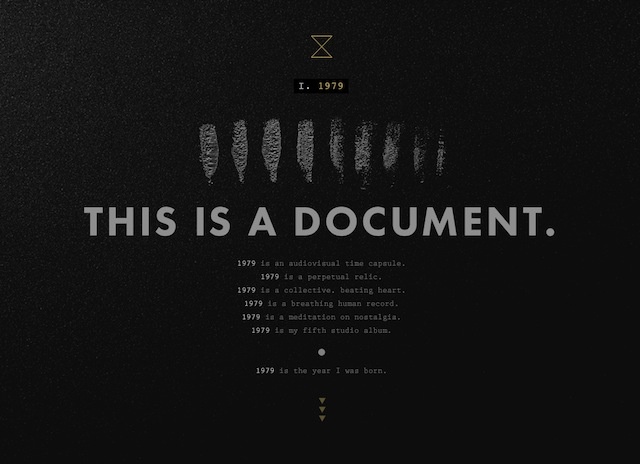 I. 1979
THIS IS A DOCUMENT.
1979 is an audiovisual time capsule.
1979 is a perpetual relic.
1979 is a collective, beating heart.
1979 is a breathing human record.
1979 is a meditation on nostalgia.
1979 is my fifth studio album.
1979 is the year I was born.